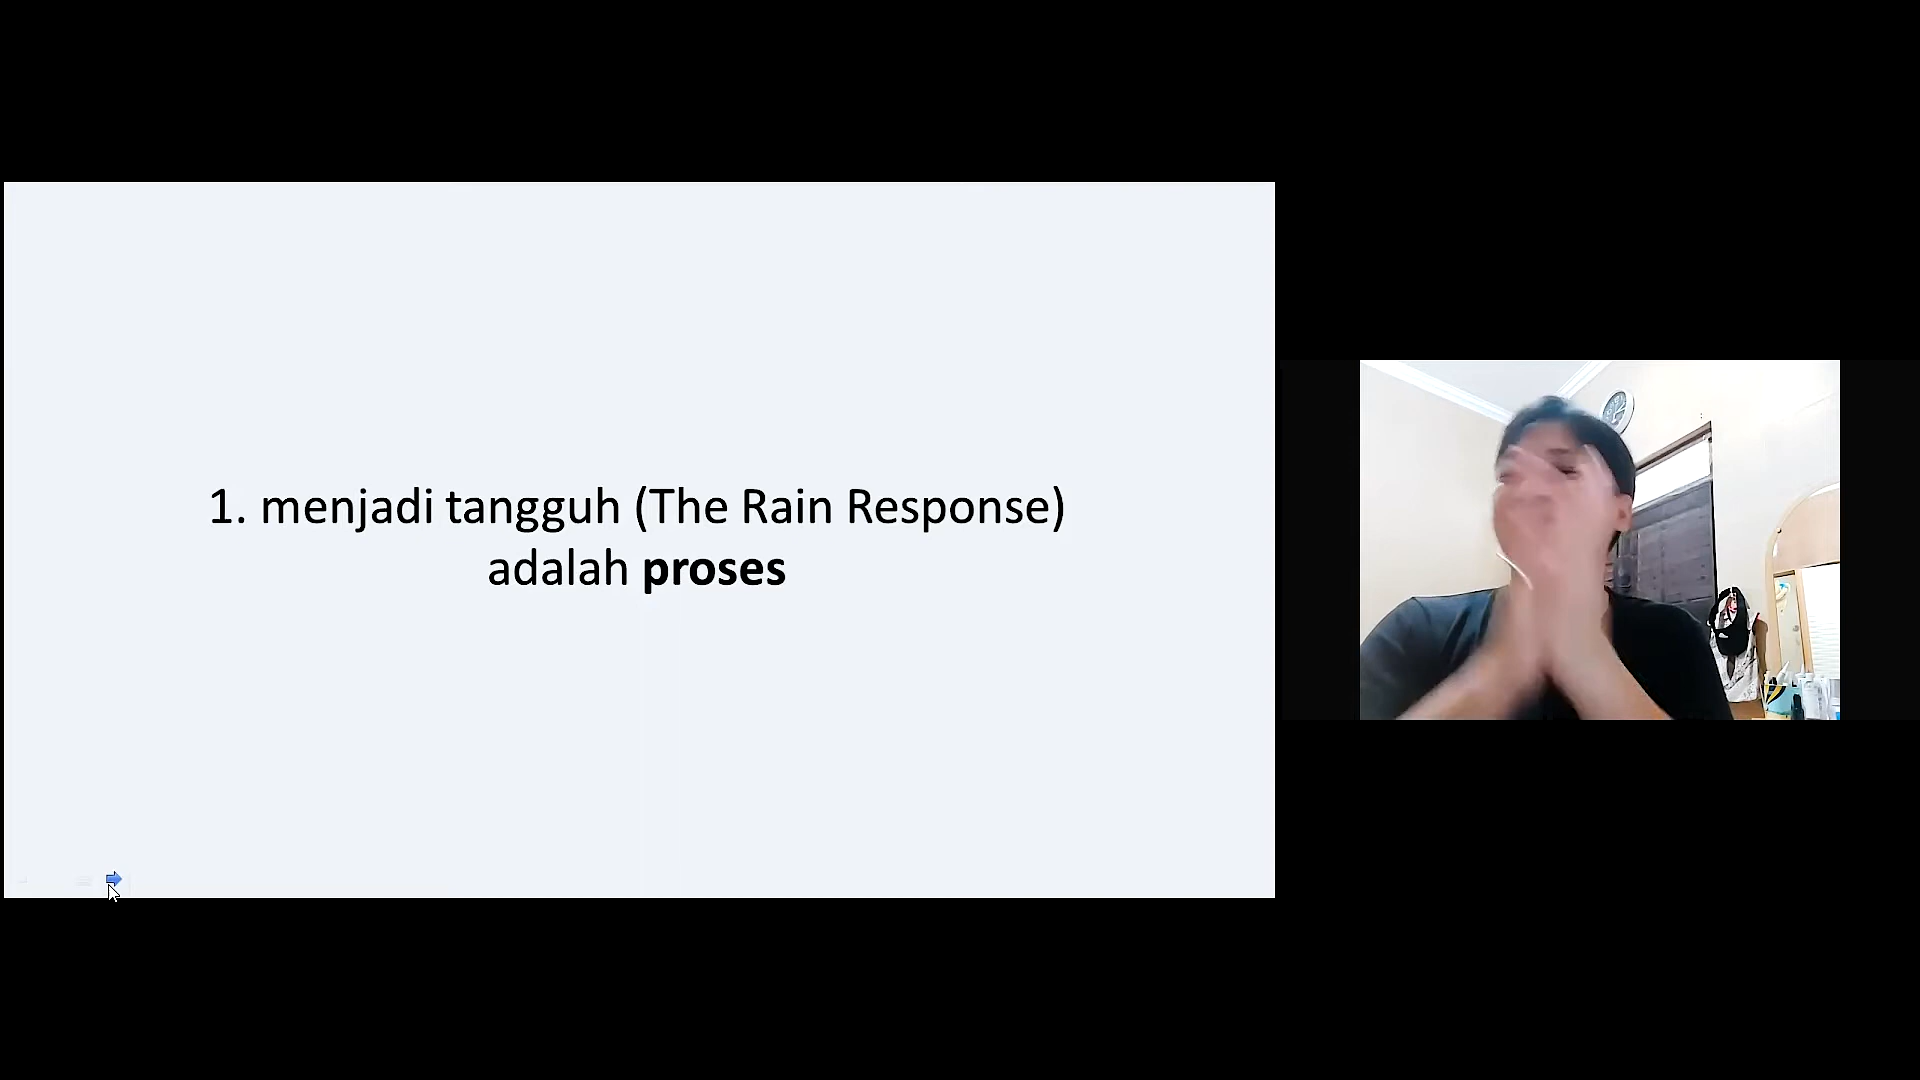 1. menjadi tangguh (The Rain Response)
adalah proses